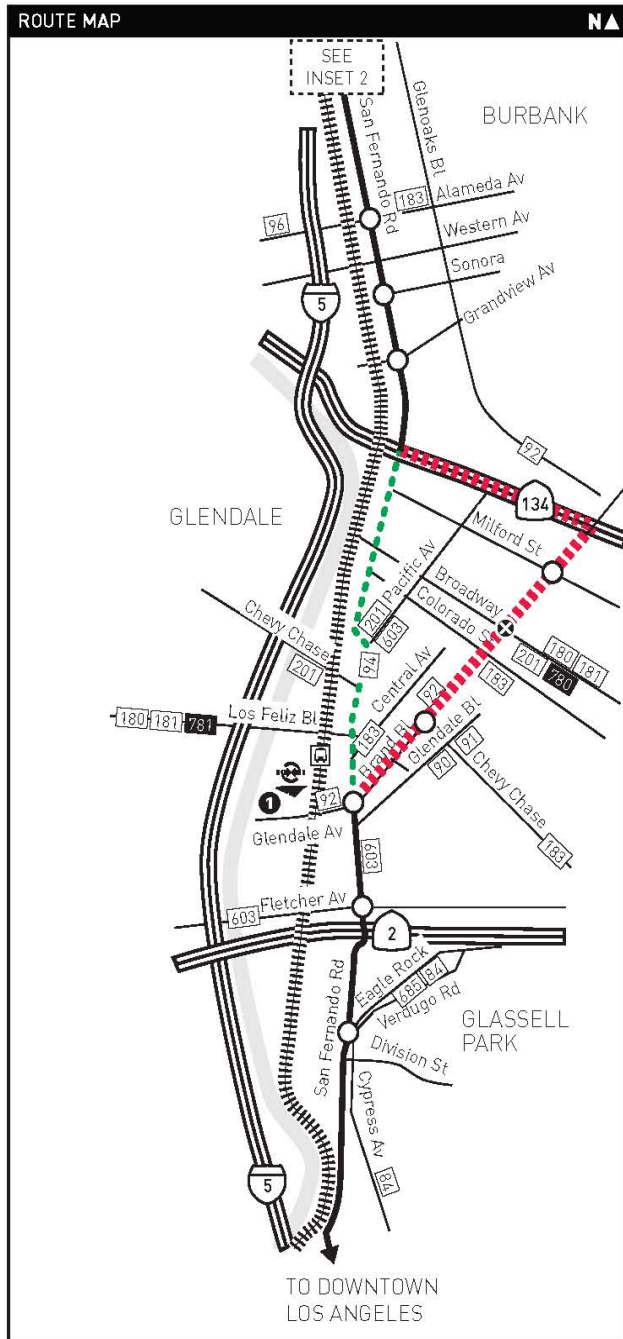 ROUTE MAP
N
SEE
INSET 2
BURBANK
San Fernando Rd
Glenoaks Bl
183
Alameda Av
96
Western Av
Sonora
5
Grandview Av
92
134
GLENDALE
Milford St
Pacific Av
Broadway
Colorado St
201
603
180
181
201
780
183
Chevy Chase
201
94
Central Av
92
180
181
781
Los Feliz Bl
183
Brand Bl
Glendale Bl
91
90
Chevy Chase
183
1
92
Glendale Av
603
603
Fletcher Av
2
San Fernando Rd
Eagle Rock
685
84
Verdugo Rd
GLASSELL
PARK
Division St
Cypress Av
84
5
TO DOWNTOWN
LOS ANGELES